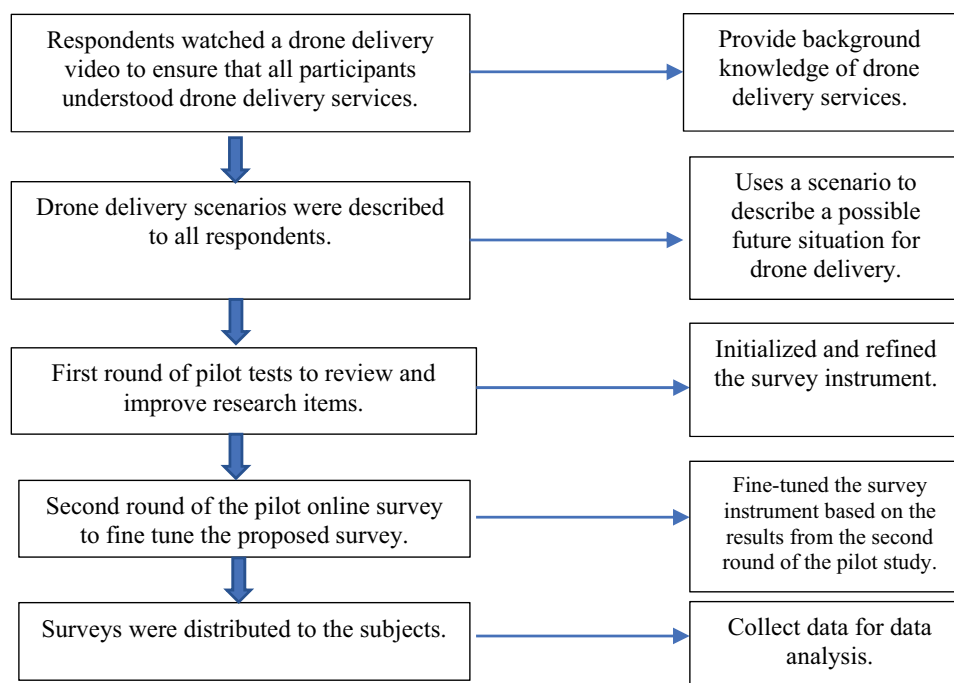 Respondents watched a drone delivery
video to ensure that all participants
understood drone delivery services.
Provide background
knowledge of drone
delivery services.
Drone delivery scenarios were described
to all respondents.
Uses a scenario to
describe a possible
future situation for
drone delivery.
First round of pilot tests to review and
improve research items.
Initialized and refined
the survey instrument.
Second round of the pilot online survey
to fine tune the proposed survey.
Fine-tuned the survey
instrument based on the
results from the second
round of the pilot study.
Surveys were distributed to the subjects.
Collect data for data
analysis.